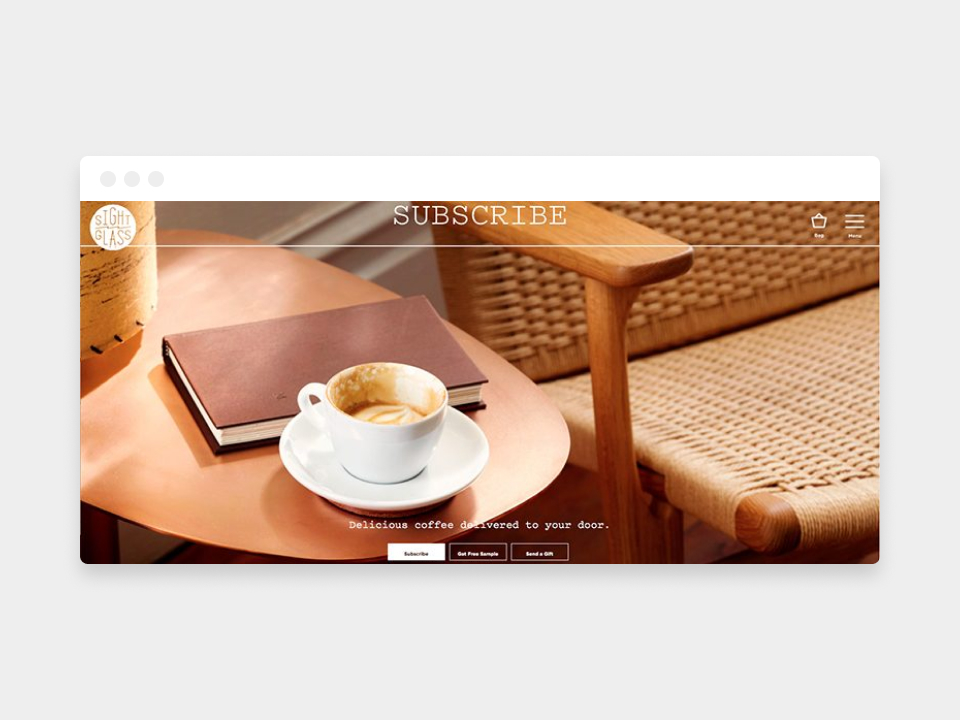 SIGHT
GLASS
SUBSCRIBE
Bag
Menu
Delicious coffee delivered to your door.
Subscribe
Get Free Sample
Send a Gift